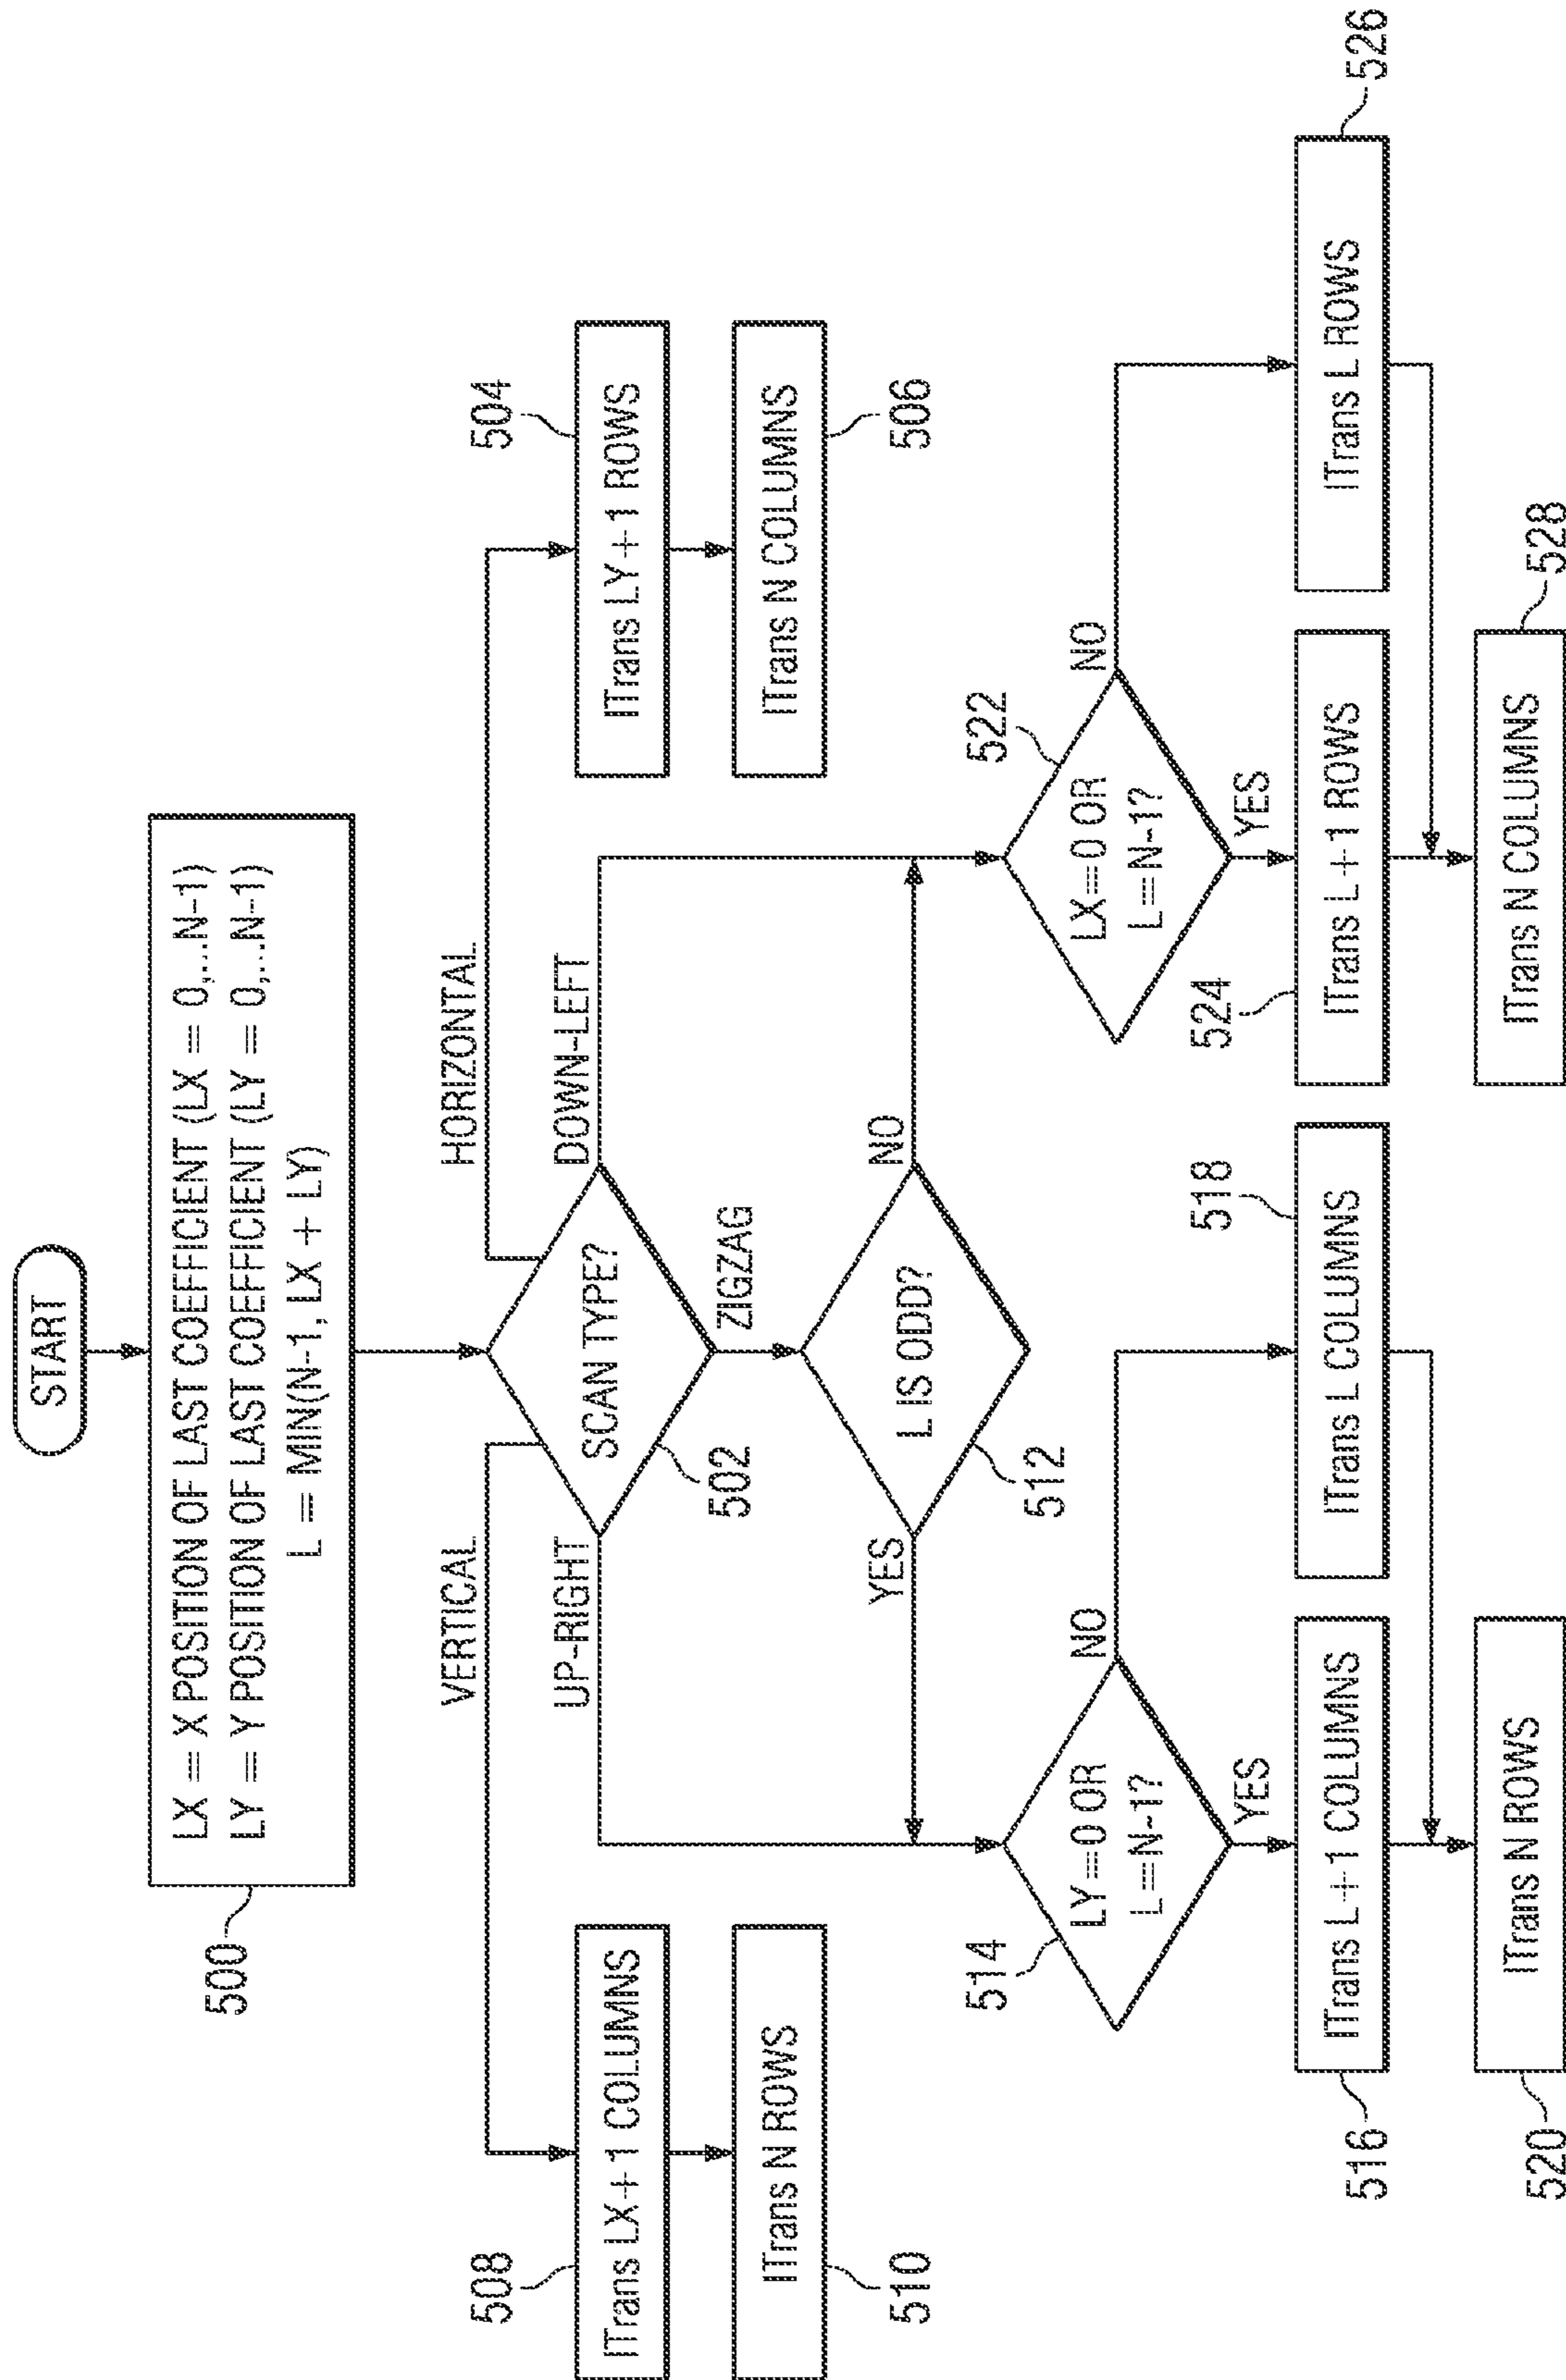 START
LX = X POSITION OF LAST COEFFICIENT (LX = 0,...N-1)
LY = Y POSITION OF LAST COEFFICIENT (LY = 0,...N-1)
L = MIN(N-1, LX + LY)
500
VERTICAL
HORIZONTAL
UP-RIGHT
SCAN TYPE?
DOWN-LEFT
502
ZIGZAG
508
ITrans LX + 1 COLUMNS
504
ITrans LY + 1 ROWS
ITrans N ROWS
510
ITrans N COLUMNS
506
YES
L IS ODD?
NO
512
514
LY = 0 OR
L = N-1?
NO
YES
522
LX = 0 OR
L = N-1?
NO
YES
516
ITrans L + 1 COLUMNS
518
ITrans L COLUMNS
524
ITrans L + 1 ROWS
ITrans L ROWS
526
520
ITrans N ROWS
ITrans N COLUMNS
528